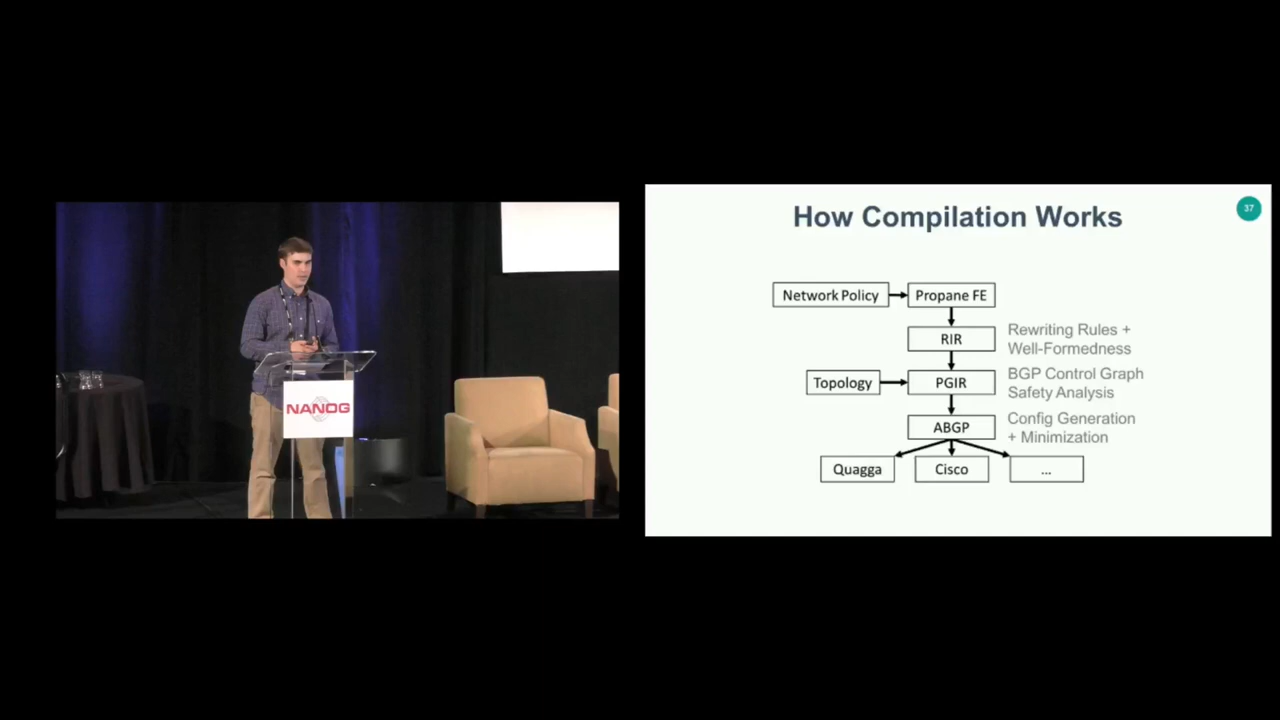 NANOG
How Compilation Works
37
Network Policy
Propane FE
RIR
Rewriting Rules +
Well-Formedness
Topology
PGIR
BGP Control Graph
Safety Analysis
ABGP
Config Generation
+ Minimization
Quagga
Cisco
...